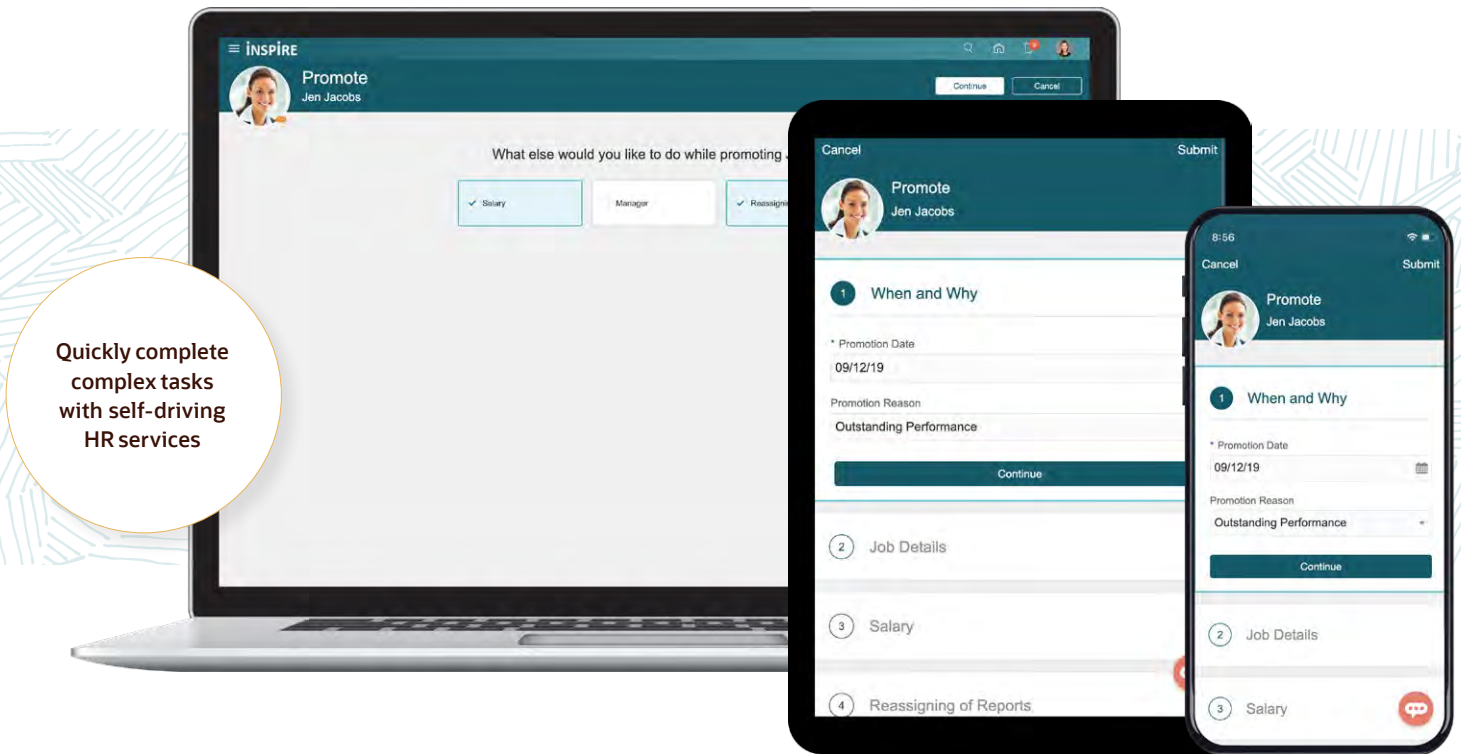 iNSPiRE
Promote
Jen Jacobs
Continue
Cancel
What else would you like to do while promoting
Salary
Manager
Quickly complete
complex tasks
with self-driving
HR services
Cancel
Submit
Promote
Jen Jacobs
1
When and Why
* Promotion Date
09/12/19
Promotion Reason
Outstanding Performance
Continue
2
Job Details
3
Salary
4
Reassigning of Reports
8:56
Cancel
Submit
Promote
Jen Jacobs
1
When and Why
* Promotion Date
09/12/19
Promotion Reason
Outstanding Performance
Continue
2
Job Details
3
Salary